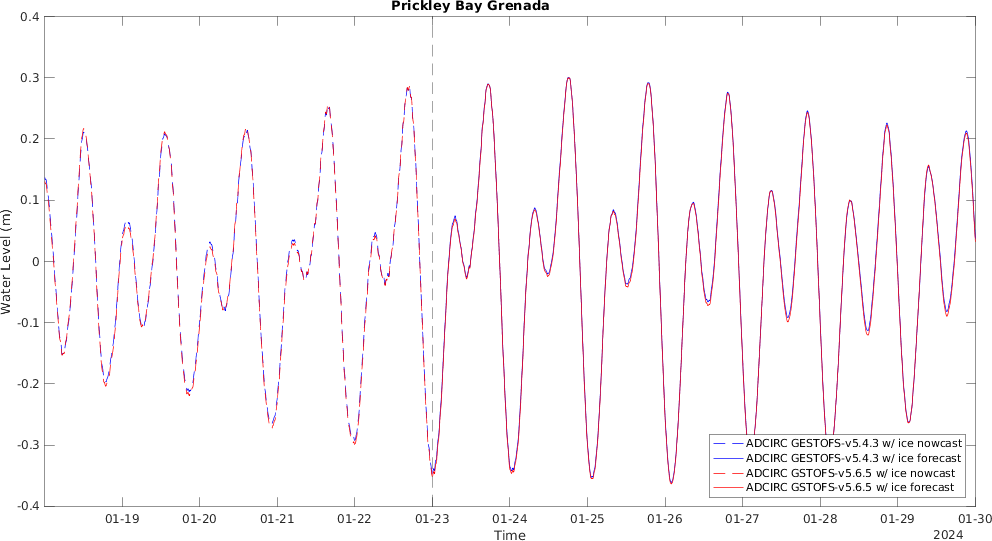 Prickley Bay Grenada
0.4
0.3
0.2
0.1
0
-0.1
-0.2
-0.3
-0.4
Water Level (m)
ADCIRC GESTOFS-v5.4.3 w/ ice nowcast
ADCIRC GESTOFS-v5.4.3 w/ ice forecast
ADCIRC GSTOFS-v5.6.5 w/ ice nowcast
ADCIRC GSTOFS-v5.6.5 w/ ice forecast
01-19 01-20 01-21 01-22 01-23 01-24 01-25 01-26 01-27 01-28 01-29 01-30
Time
2024